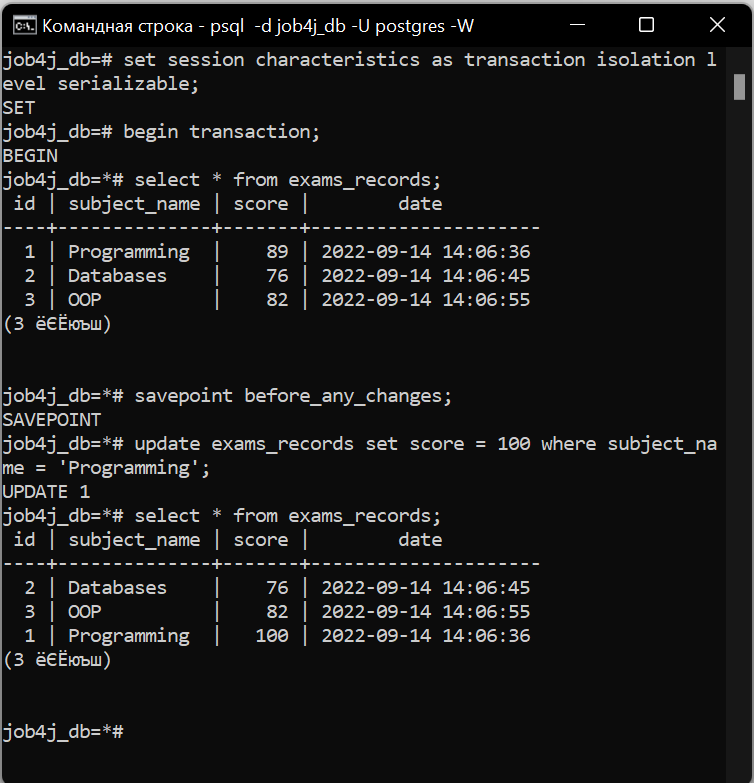 Командная строка - psql  -d job4j_db -U postgres -W
job4j_db=# set session characteristics as transaction isolation l
evel serializable;
SET
job4j_db=# begin transaction;
BEGIN
job4j_db=*# select * from exams_records;
 id | subject_name | score |        date
----+--------------+-------+---------------------
  1 | Programming  |    89 | 2022-09-14 14:06:36
  2 | Databases    |    76 | 2022-09-14 14:06:45
  3 | OOP          |    82 | 2022-09-14 14:06:55
(3 ёЄЁюъш)
job4j_db=*# savepoint before_any_changes;
SAVEPOINT
job4j_db=*# update exams_records set score = 100 where subject_na
me = 'Programming';
UPDATE 1
job4j_db=*# select * from exams_records;
 id | subject_name | score |        date
----+--------------+-------+---------------------
  2 | Databases    |    76 | 2022-09-14 14:06:45
  3 | OOP          |    82 | 2022-09-14 14:06:55
  1 | Programming  |   100 | 2022-09-14 14:06:36
(3 ёЄЁюъш)
job4j_db=*#